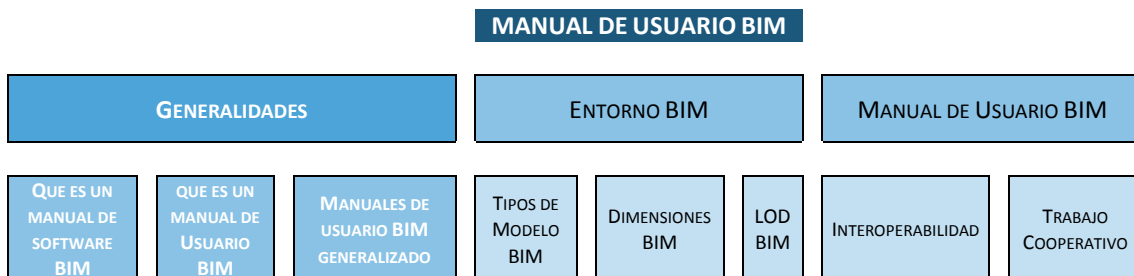 MANUAL DE USUARIO BIM
GENERALIDADES
ENTORNO BIM
MANUAL DE USUARIO BIM
QUE ES UN
MANUAL DE
SOFTWARE
BIM
QUE ES UN
MANUAL DE
USUARIO
BIM
MANUALES DE
USUARIO BIM
GENERALIZADO
TIPOS DE
MODELO
BIM
DIMENSIONES
BIM
LOD
BIM
INTEROPERABILIDAD
TRABAJO
COOPERATIVO